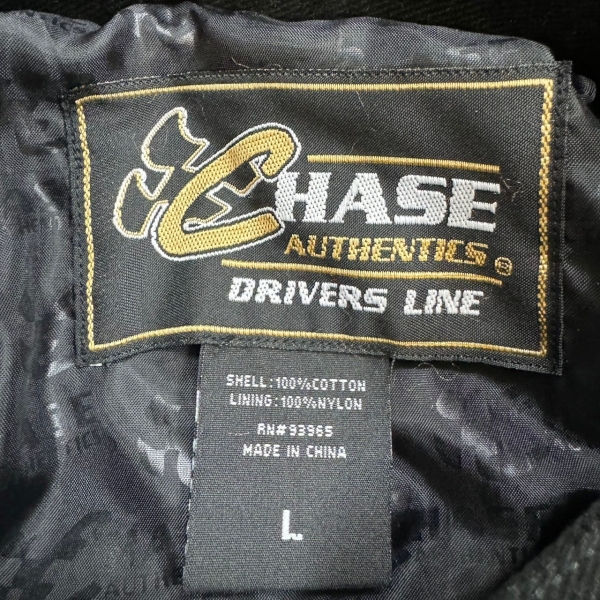 CHASE
AUTHENTICS®
DRIVERS LINE
SHELL:100%COTTON
LINING:100%NYLON
RN#93965
MADE IN CHINA
L